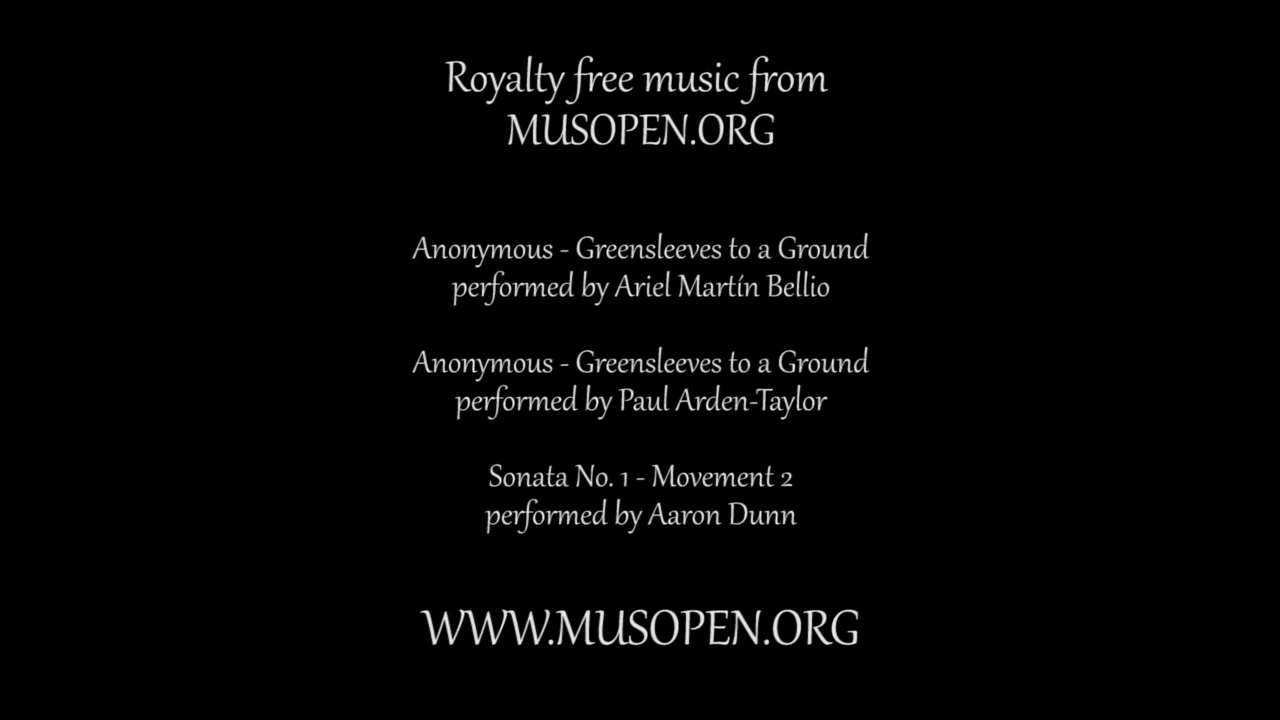 Royalty free music from
MUSOPEN.ORG
Anonymous - Greensleeves to a Ground
performed by Ariel Martín Bellio
Anonymous - Greensleeves to a Ground
performed by Paul Arden-Taylor
Sonata No. 1 - Movement 2
performed by Aaron Dunn
WWW.MUSOPEN.ORG